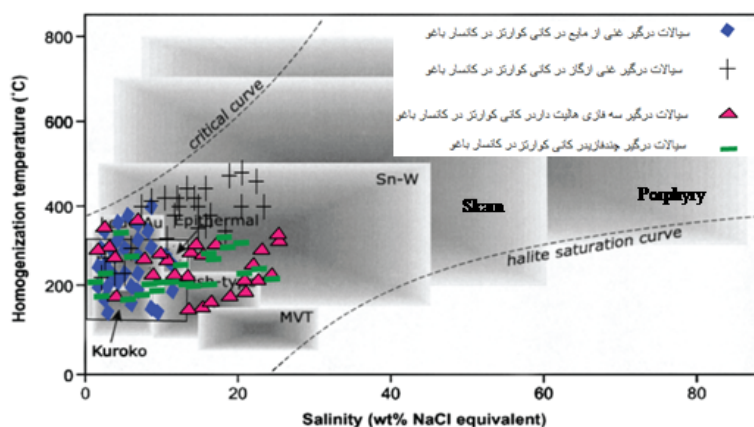 800
600
400
200
0
Homogenization temperature (°C)
critical curve
سیالات درگیر غنی از مایع در کانی کوارتز در کانسار باغو
سیالات درگیر غنی ازگاز در کانی کوارتز در کانسار باغو
سیالات درگیر سه فازی هالیت داردر کانی کوارتز در کانسار باغو
سیالات درگیر چندفازیدر کانی کوارتز در کانسار باغو
Sn-W
Skarn
Porphyry
Au
Epithermal
halite saturation curve
MVT
Kuroko
0
20
40
60
80
Salinity (wt% NaCl equivalent)